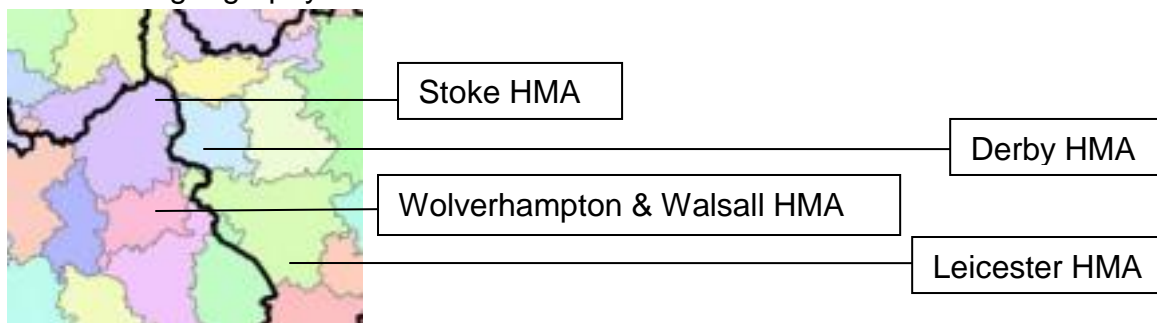 Stoke HMA
Derby HMA
Wolverhampton & Walsall HMA
Leicester HMA